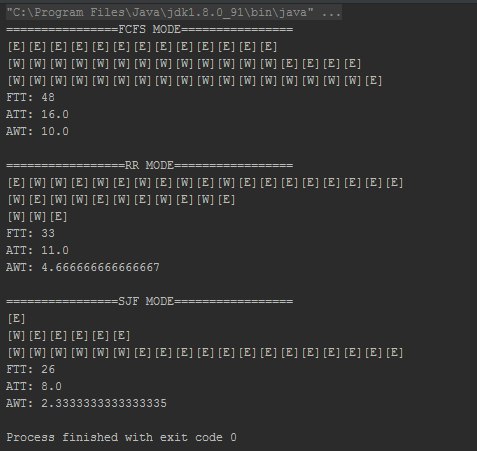 "C:\Program Files\Java\jdk1.8.0_91\bin\java" ...
================FCFS MODE================
[E][E][E][E][E][E][E][E][E][E][E][E][E]
[W][W][W][W][W][W][W][W][W][W][W][W][W][E][E][E][E]
[W][W][W][W][W][W][W][W][W][W][W][W][W][W][W][W][W][E]
FTT: 48
ATT: 16.0
AWT: 10.0
=================RR MODE=================
[E][W][W][E][W][E][W][E][W][E][W][E][E][E][E][E][E][E][E]
[W][E][W][W][E][W][E][W][E][W][E]
[W][W][E]
FTT: 33
ATT: 11.0
AWT: 4.666666666666667
================SJF MODE=================
[E]
[W][E][E][E][E][E]
[W][W][W][W][W][W][E][E][E][E][E][E][E][E][E][E][E][E][E]
FTT: 26
ATT: 8.0
AWT: 2.3333333333333335
Process finished with exit code 0